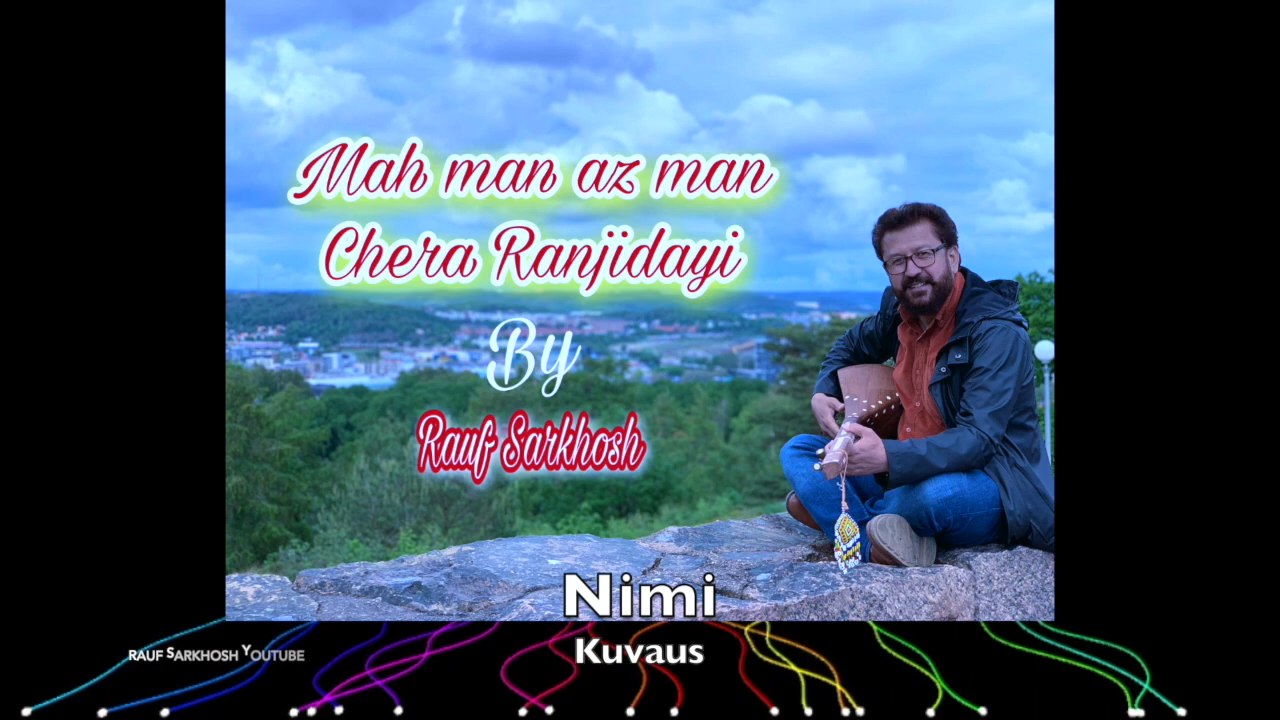 Mah man az man
Chera Ranjidayi
By
Rauf Sarkhosh
Nimi
Kuvaus
RAUF SARKHOSH YOUTUBE